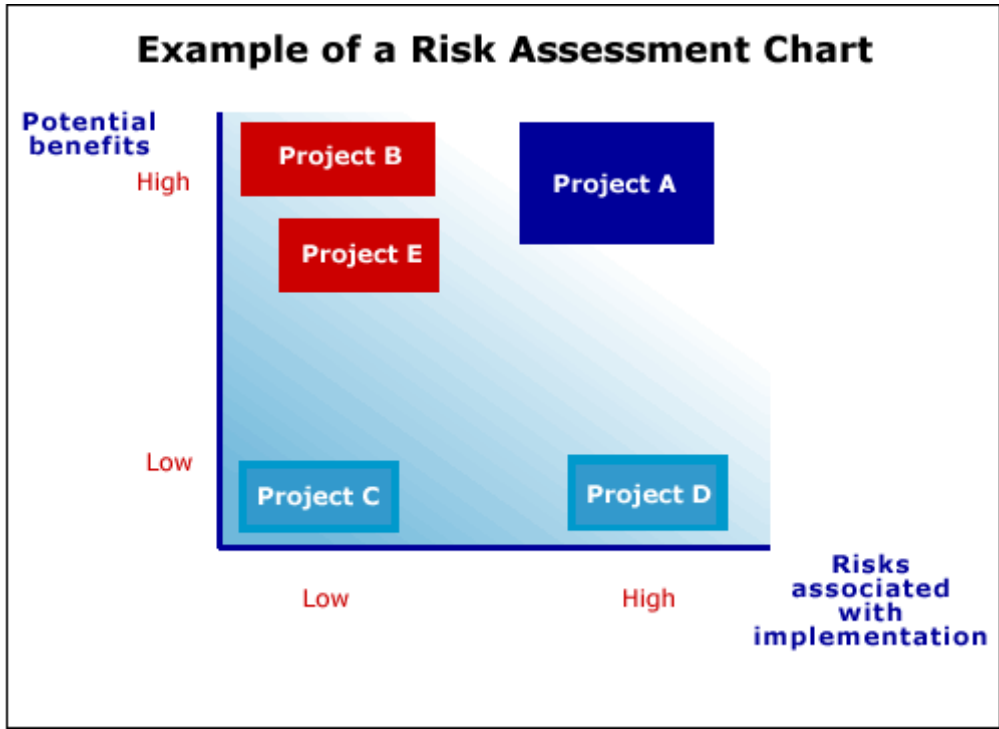 Example of a Risk Assessment Chart
Potential
benefits
High
Project B
Project A
Project E
Low
Project C
Project D
Low
High
Risks
associated
with
implementation